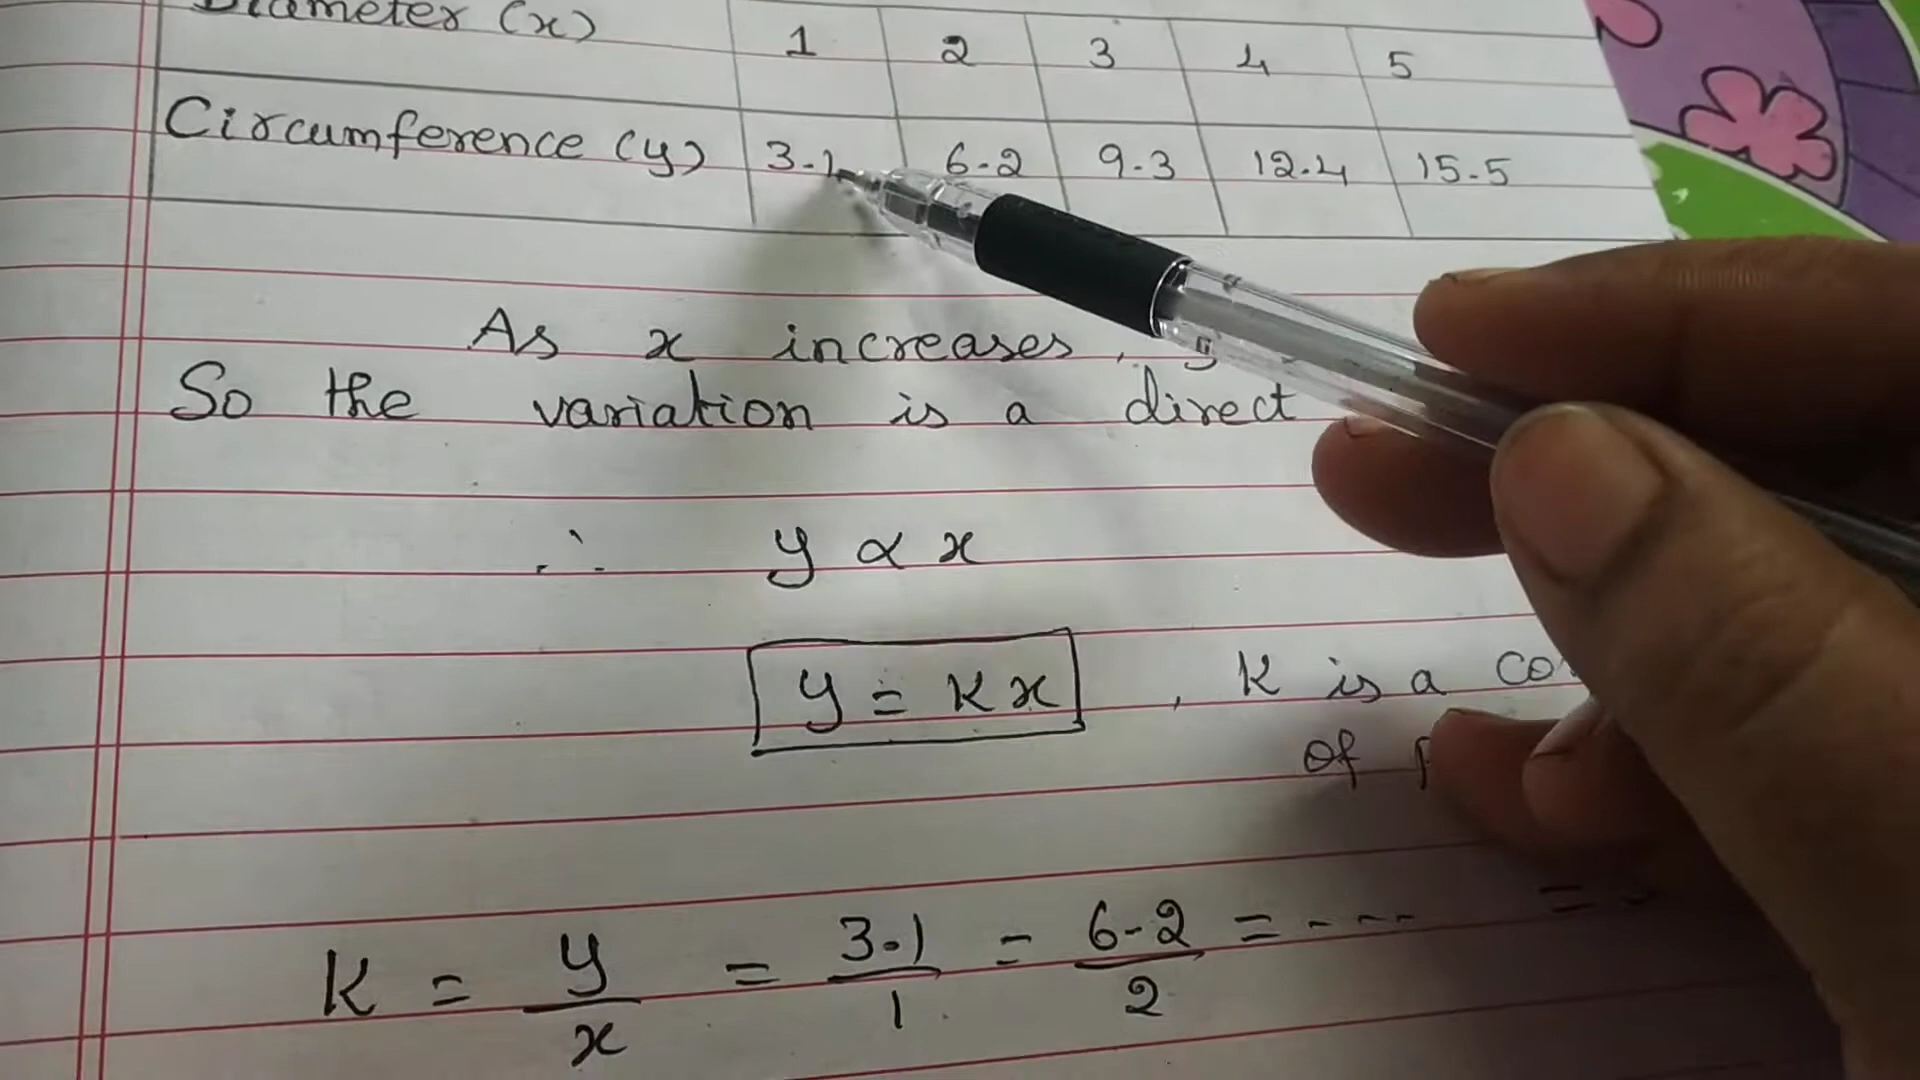 Diameter (x) 1 2 3 4 5
Circumference (y) 3.1 6.2 9.3 12.4 15.5
As x increases, y
So the variation is a direct
∴ y ∝ x
y = Kx , K is a
of
K = y/x = 3.1/1 = 6.2/2 = ---- =